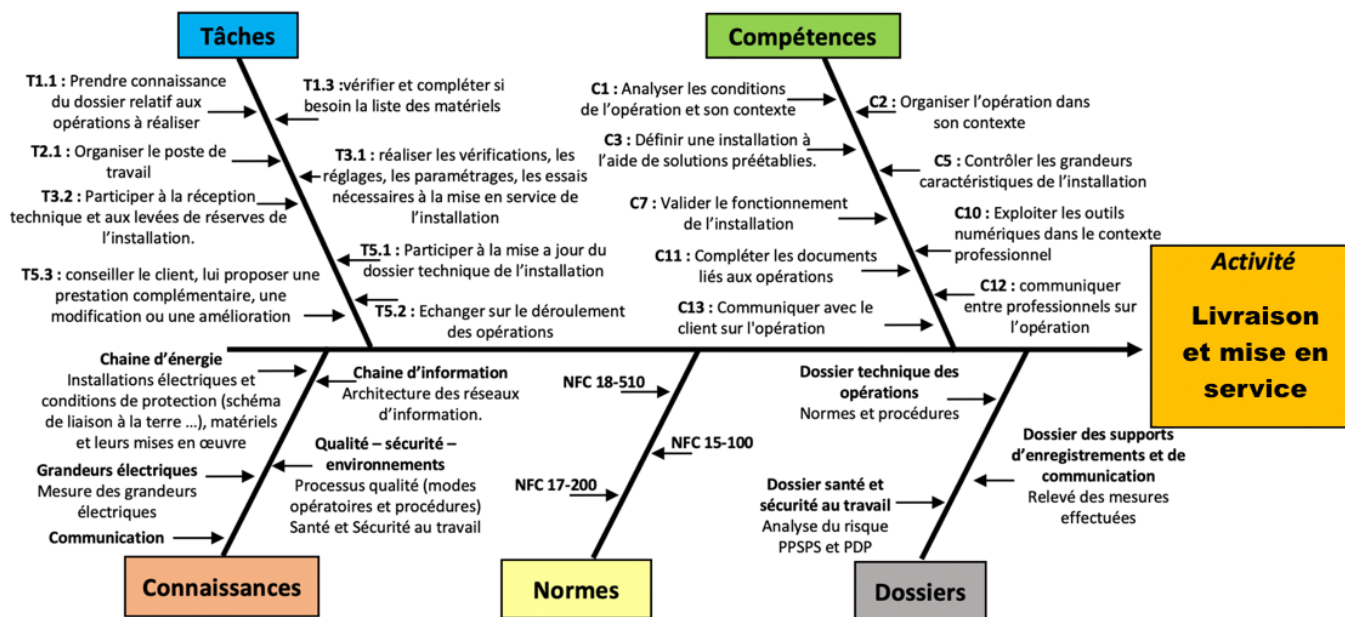 Tâches
T1.1 : Prendre connaissance
du dossier relatif aux
opérations à réaliser
T1.3 :vérifier et compléter si
besoin la liste des matériels
T2.1 : Organiser le poste de
travail
T3.1 : réaliser les vérifications, les
réglages, les paramétrages, les essais
nécessaires à la mise en service de
l'installation
T3.2 : Participer à la réception
technique et aux levées de réserves de
l'installation.
T5.1 : Participer à la mise a jour du
dossier technique de l'installation
T5.3 : conseiller le client, lui proposer une
prestation complémentaire, une
modification ou une amélioration
T5.2 : Echanger sur le déroulement
des opérations
Compétences
C1 : Analyser les conditions
de l'opération et son contexte
C2 : Organiser l'opération dans
son contexte
C3 : Définir une installation à
l'aide de solutions préétablies.
C5 : Contrôler les grandeurs
caractéristiques de l'installation
C7 : Valider le fonctionnement
de l'installation
C10 : Exploiter les outils
numériques dans le contexte
professionnel
C11 : Compléter les documents
liés aux opérations
C12 : communiquer
entre professionnels sur
l'opération
C13 : Communiquer avec le
client sur l'opération
Activité
Livraison
et mise en
service
Chaine d'énergie
Installations électriques et
conditions de protection (schéma
de liaison à la terre …), matériels
et leurs mises en œuvre
Chaine d'information
Architecture des réseaux
d'information.
Grandeurs électriques
Mesure des grandeurs
électriques
Qualité – sécurité –
environnements
Processus qualité (modes
opératoires et procédures)
Santé et Sécurité au travail
Communication
Connaissances
NFC 18-510
NFC 15-100
NFC 17-200
Normes
Dossier technique des
opérations
Normes et procédures
Dossier des supports
d'enregistrements et de
communication
Relevé des mesures
effectuées
Dossier santé et
sécurité au travail
Analyse du risque
PPSPS et PDP
Dossiers